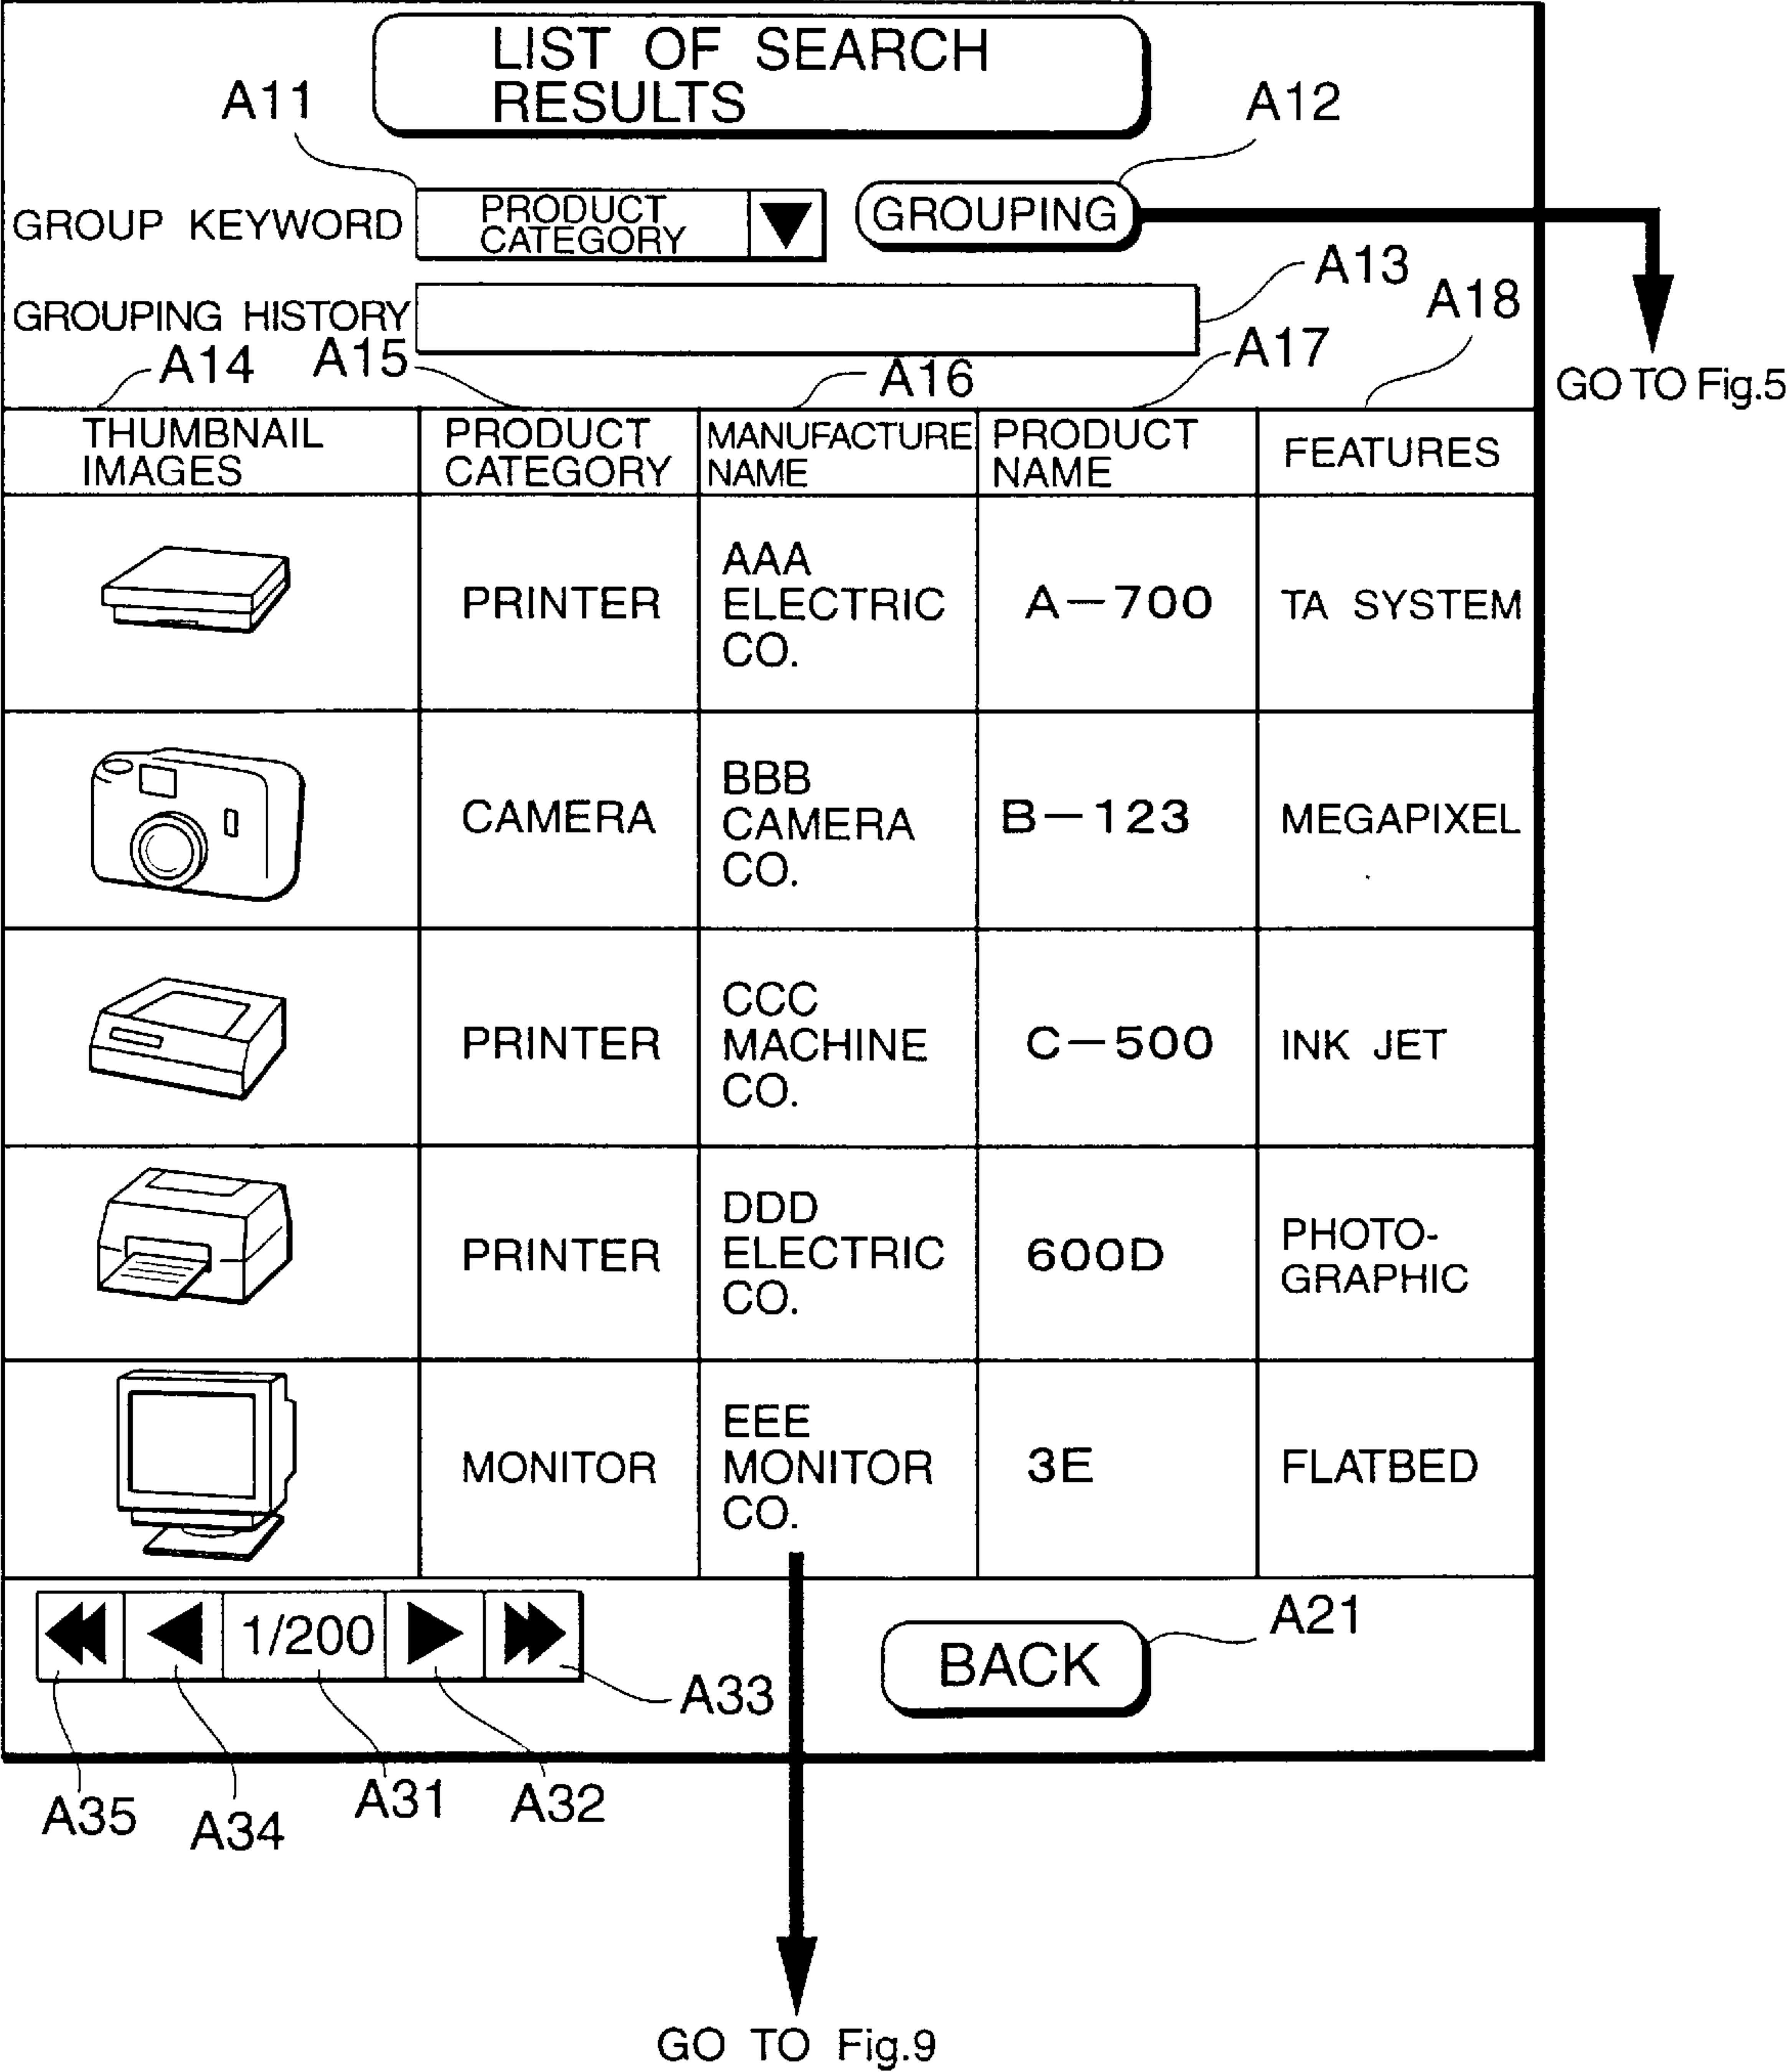 LIST OF SEARCH
RESULTS
A11
A12
GROUP KEYWORD
PRODUCT
CATEGORY
GROUPING
A13
A18
GROUPING HISTORY
A14
A15
A16
A17
GO TO Fig.5
THUMBNAIL
IMAGES
PRODUCT
CATEGORY
MANUFACTURE
NAME
PRODUCT
NAME
FEATURES
PRINTER
AAA
ELECTRIC
CO.
A-700
TA SYSTEM
CAMERA
BBB
CAMERA
CO.
B-123
MEGAPIXEL
PRINTER
CCC
MACHINE
CO.
C-500
INK JET
PRINTER
DDD
ELECTRIC
CO.
600D
PHOTO-
GRAPHIC
MONITOR
EEE
MONITOR
CO.
3E
FLATBED
1/200
BACK
A21
A33
A35
A34
A31
A32
GO TO Fig.9